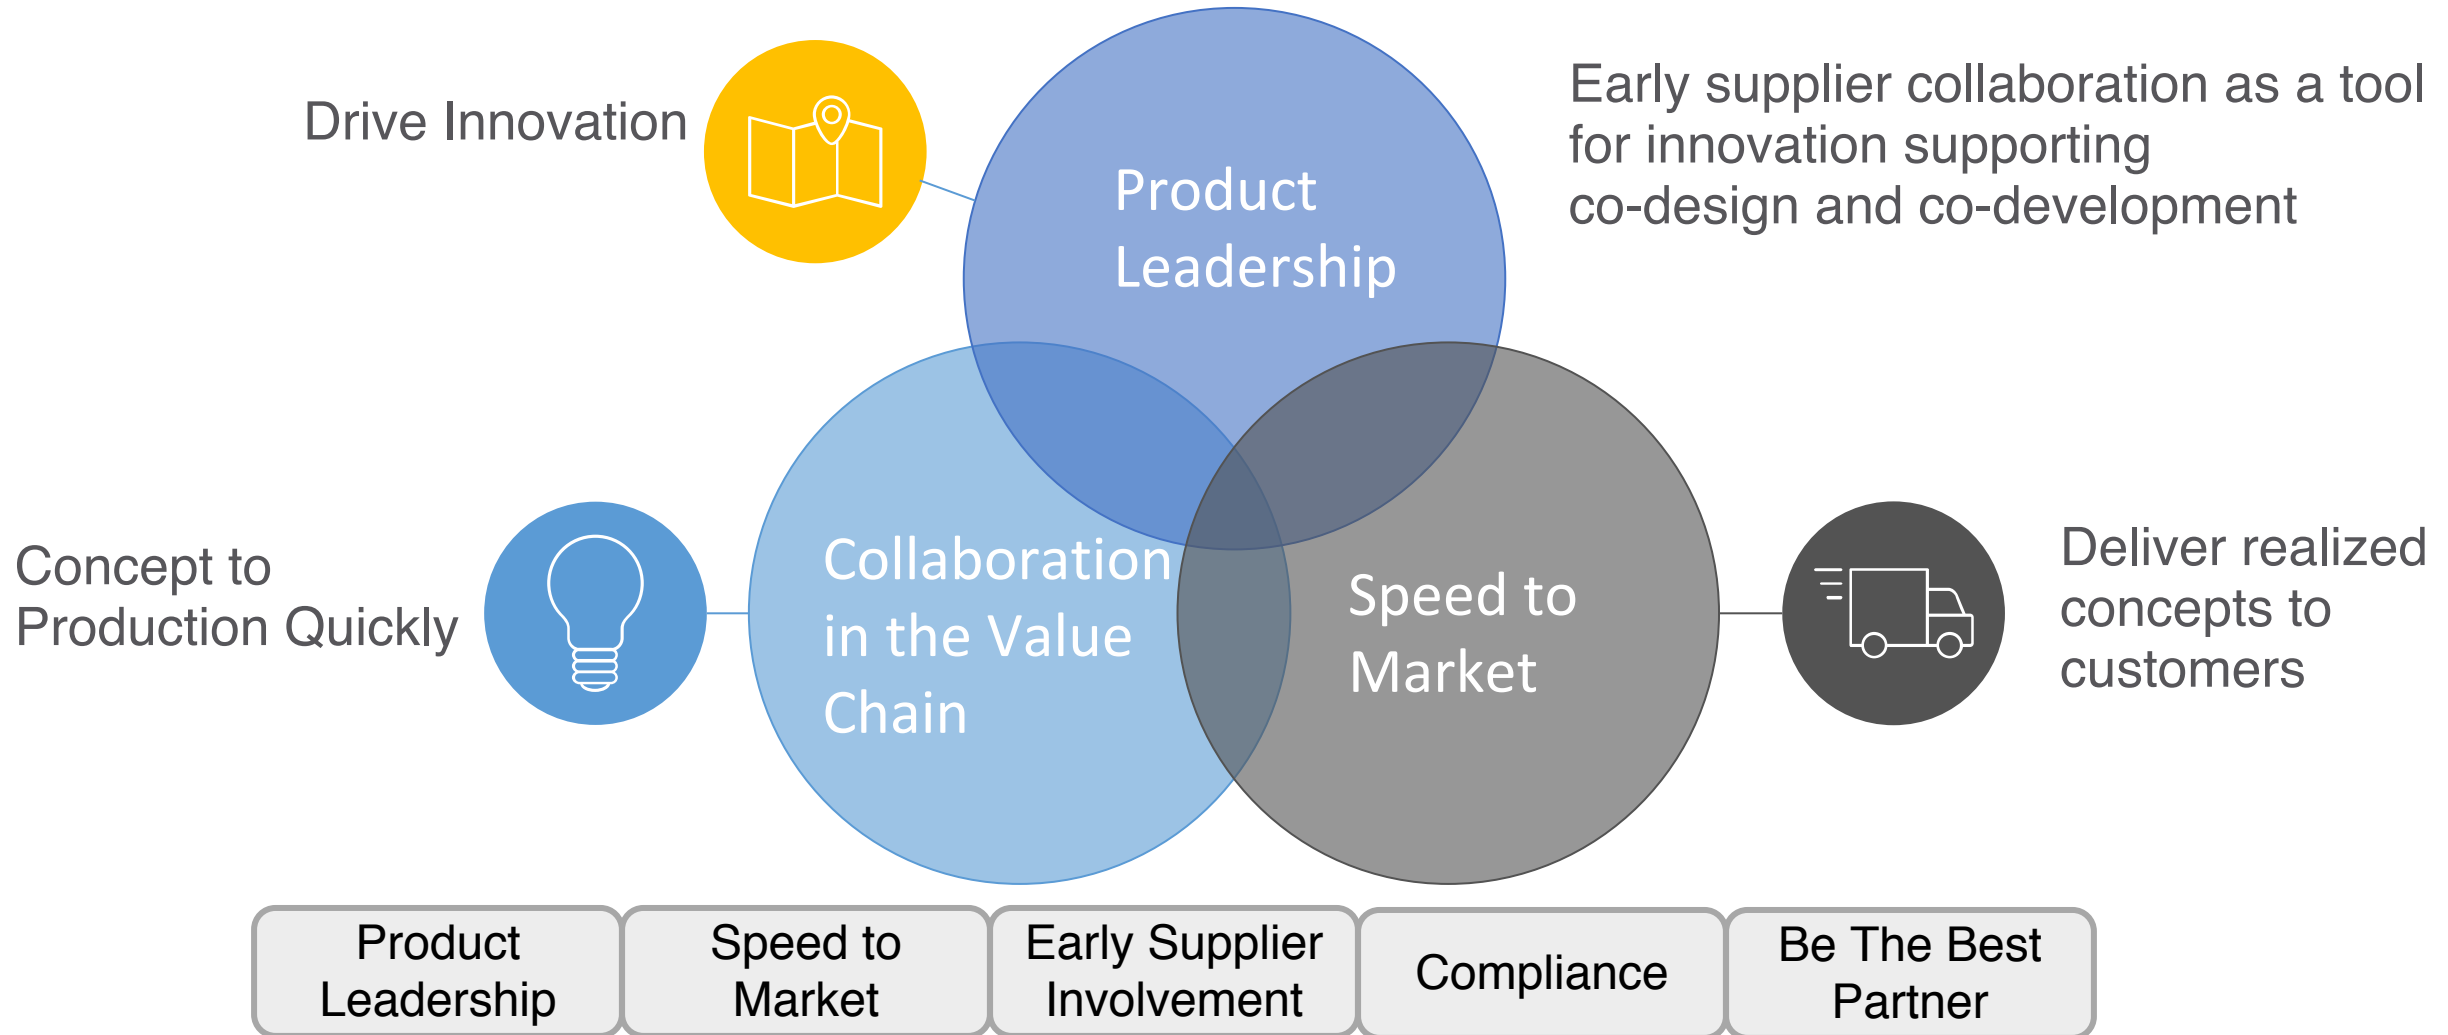 Drive Innovation
Early supplier collaboration as a tool
for innovation supporting
co-design and co-development
Product
Leadership
Concept to
Production Quickly
Collaboration
in the Value
Chain
Speed to
Market
Deliver realized
concepts to
customers
Product
Leadership
Speed to
Market
Early Supplier
Involvement
Compliance
Be The Best
Partner